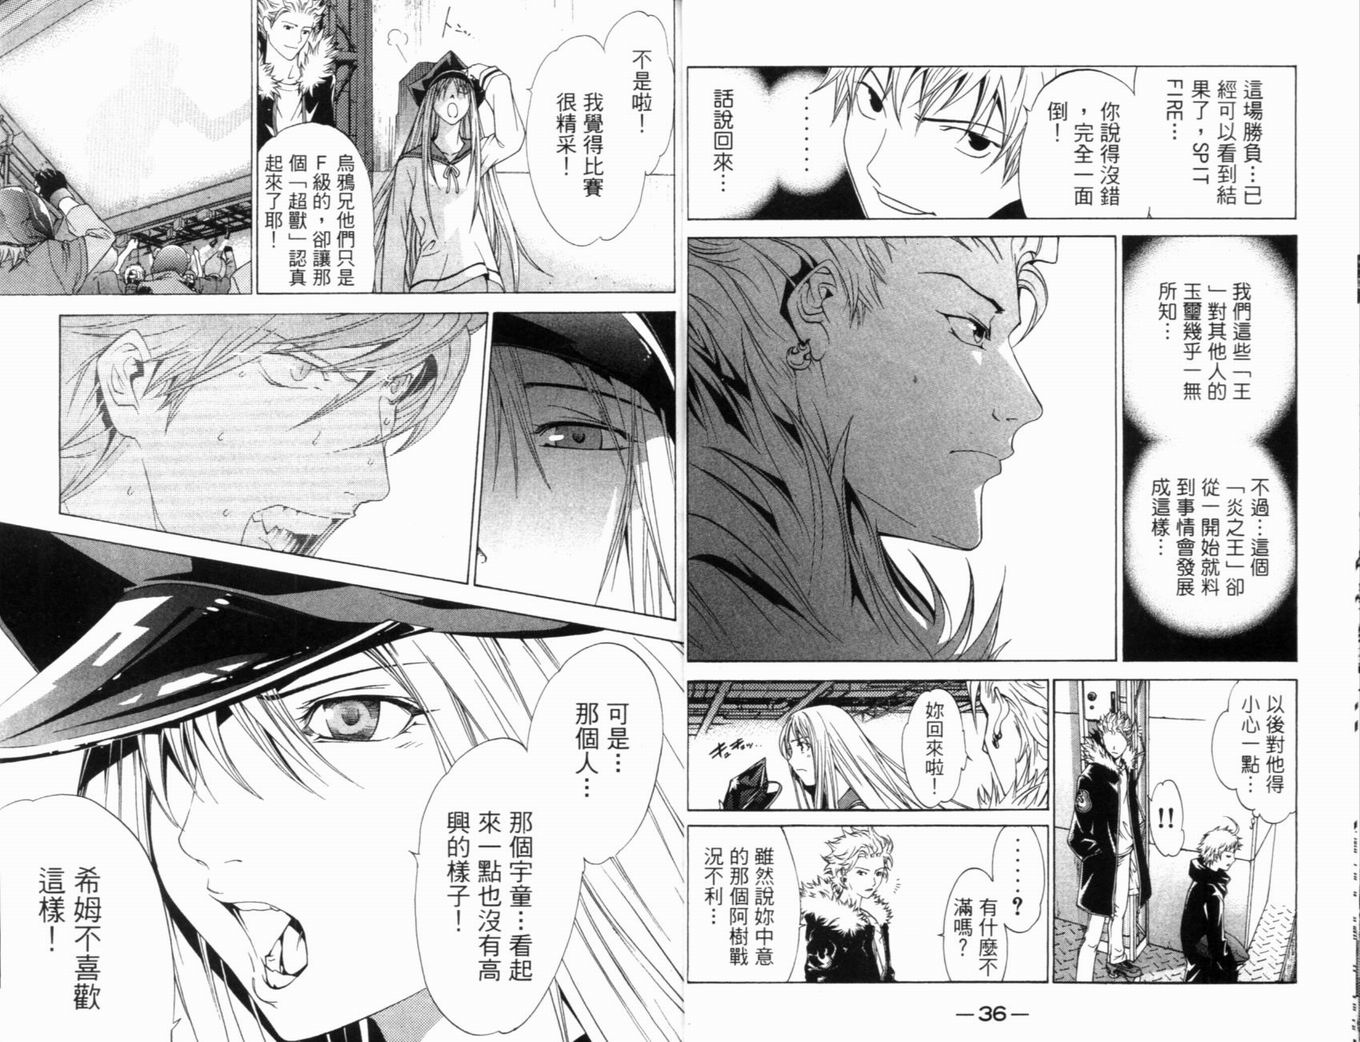 這場勝負…已
經可以看到結
果了，SPIT
FIRE…
你說得沒錯
，完全一面
倒！
………
話說回來…
我們這些「王
」對其他人的
玉璽幾乎一無
所知…
不過…這個
「炎之王」卻
從一開始就料
到事情會發展
成這樣…
以後對他得
小心一點…
!!
妳回來啦！
……？
有什麼不
滿嗎？
雖然說妳中意
的那個阿樹戰
況不利…
—36—
不是啦！
我覺得比賽
很精采！
烏鴉兄他們只是
F級的，卻讓那
個「超獸」認真
起來了耶！
可是…
那個人…
那個宇童…看起
來一點也沒有高
興的樣子！
希姆不喜歡
這樣！